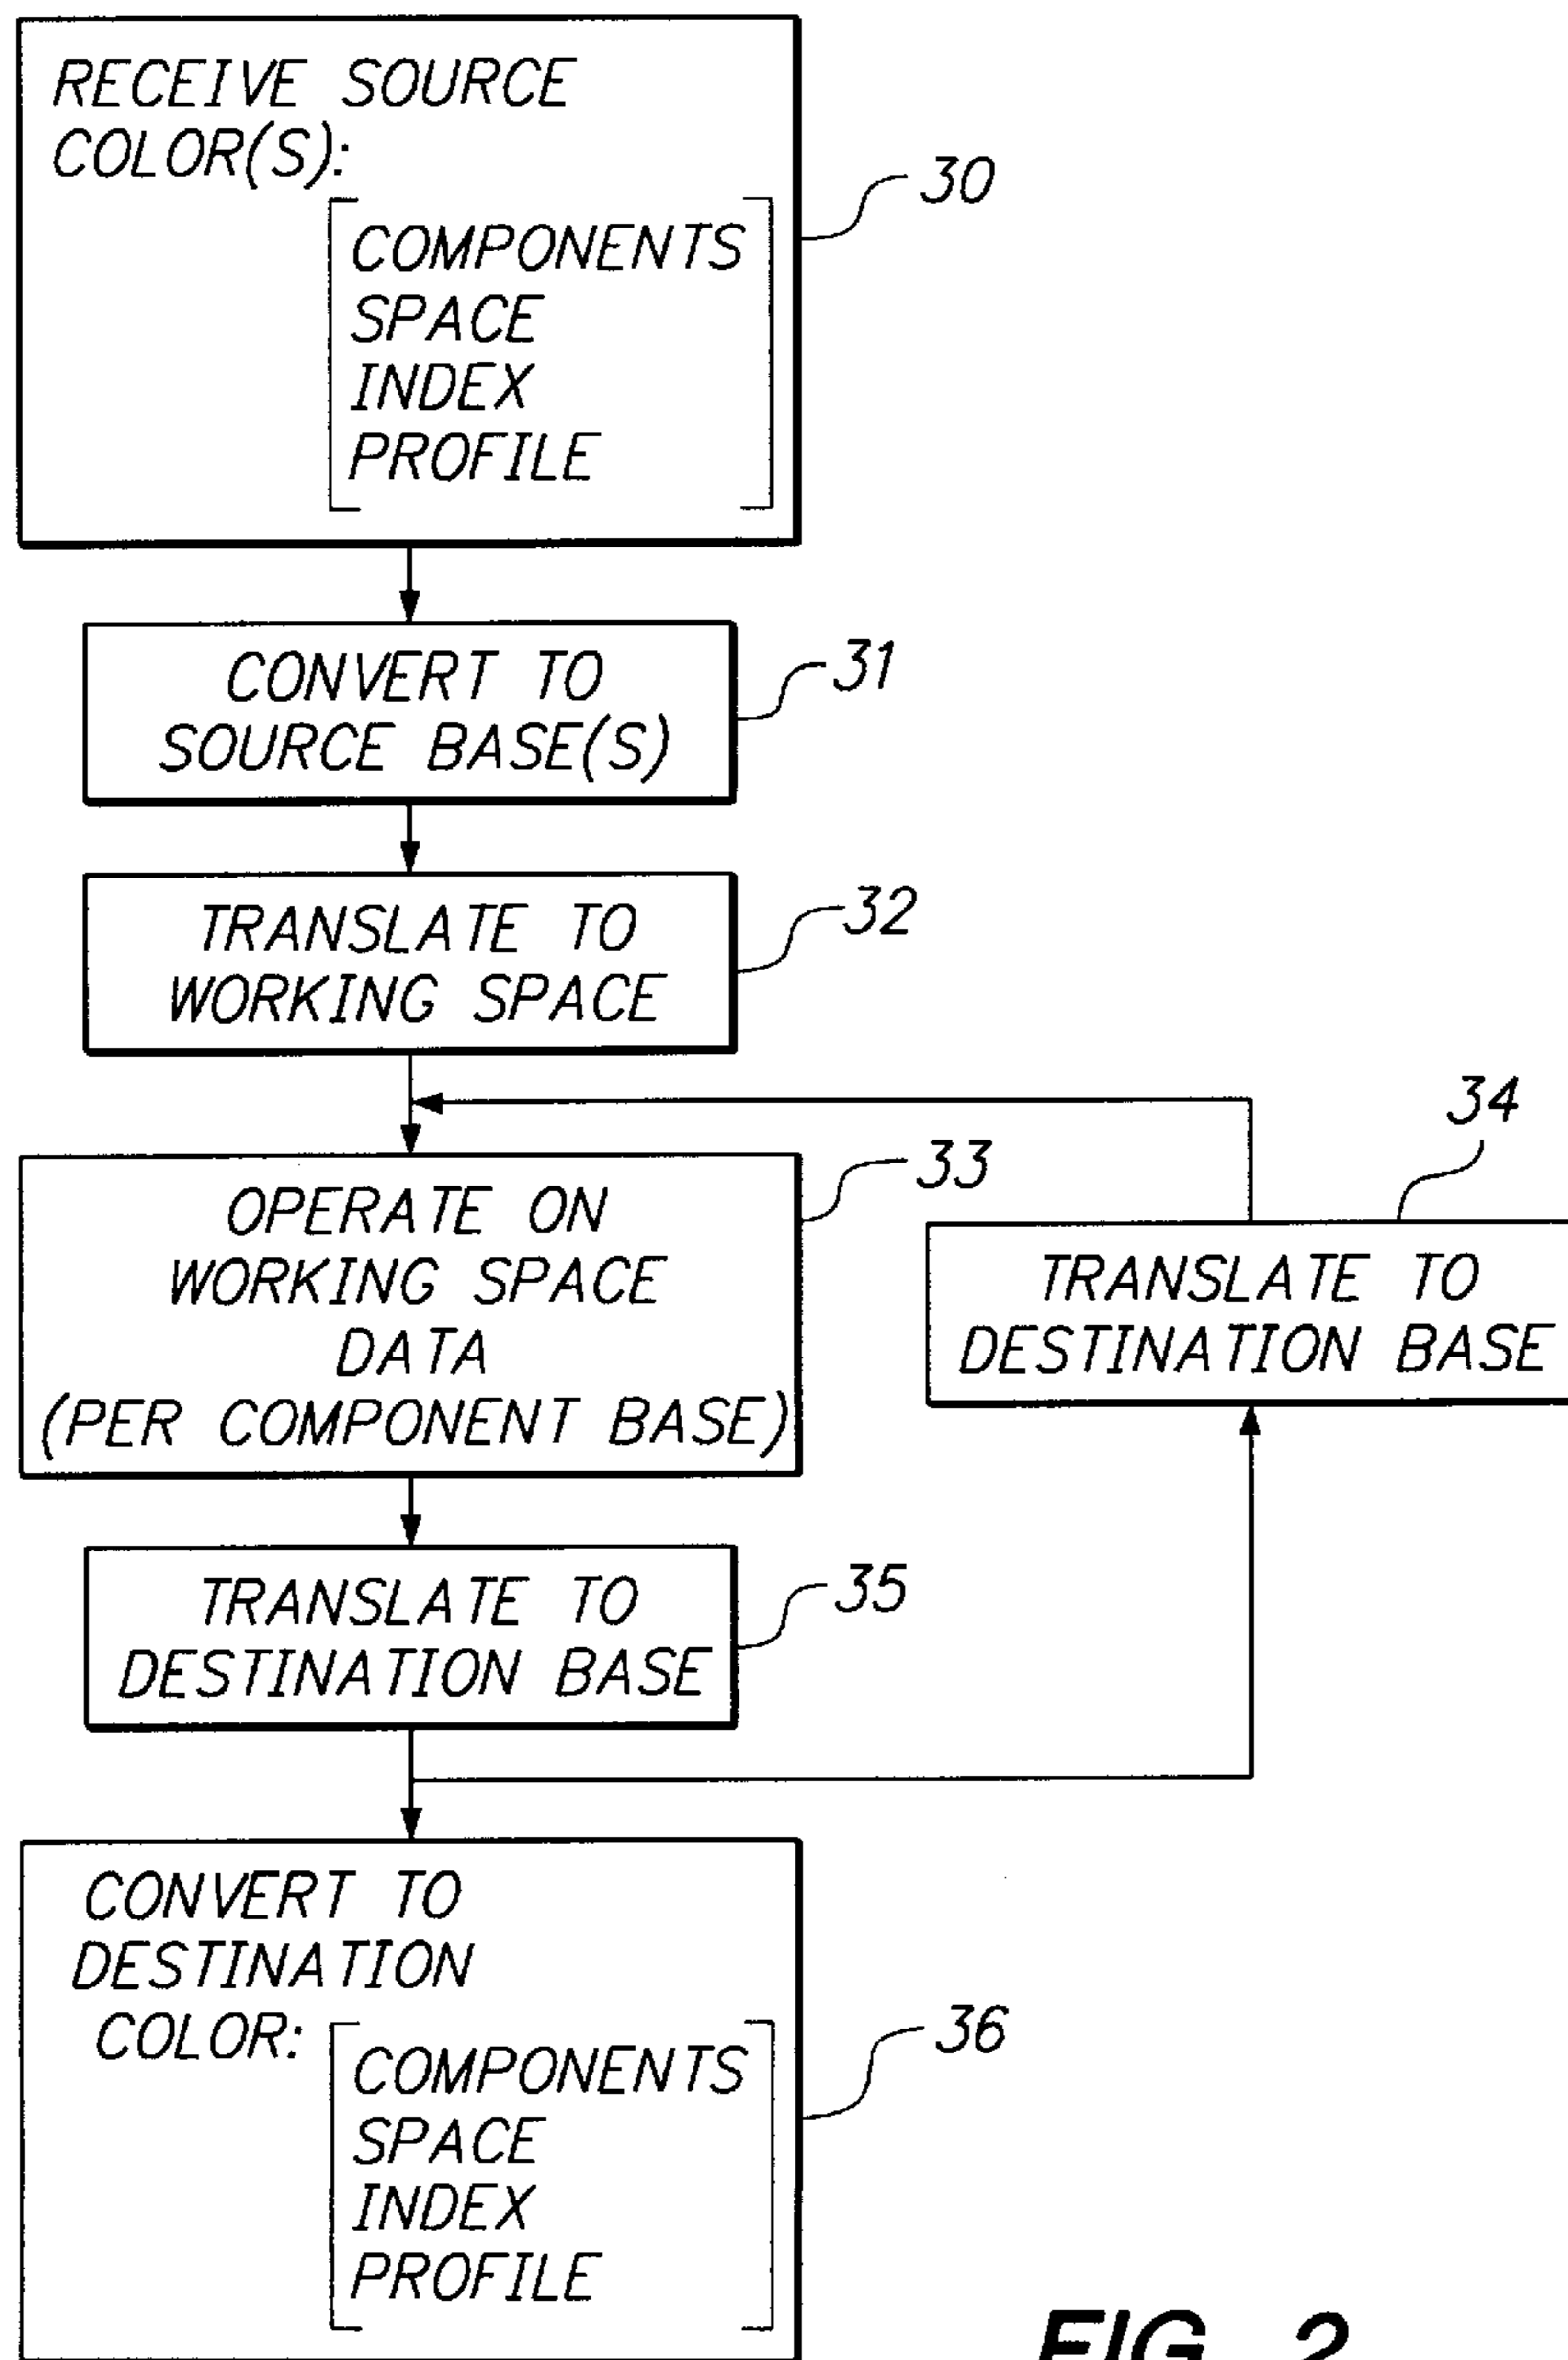 RECEIVE SOURCE
COLOR(S):
COMPONENTS
SPACE
INDEX
PROFILE
30
CONVERT TO
SOURCE BASE(S)
31
TRANSLATE TO
WORKING SPACE
32
OPERATE ON
WORKING SPACE
DATA
(PER COMPONENT BASE)
33
34
TRANSLATE TO
DESTINATION BASE
TRANSLATE TO
DESTINATION BASE
35
CONVERT TO
DESTINATION
COLOR:
COMPONENTS
SPACE
INDEX
PROFILE
36
FIG. 2